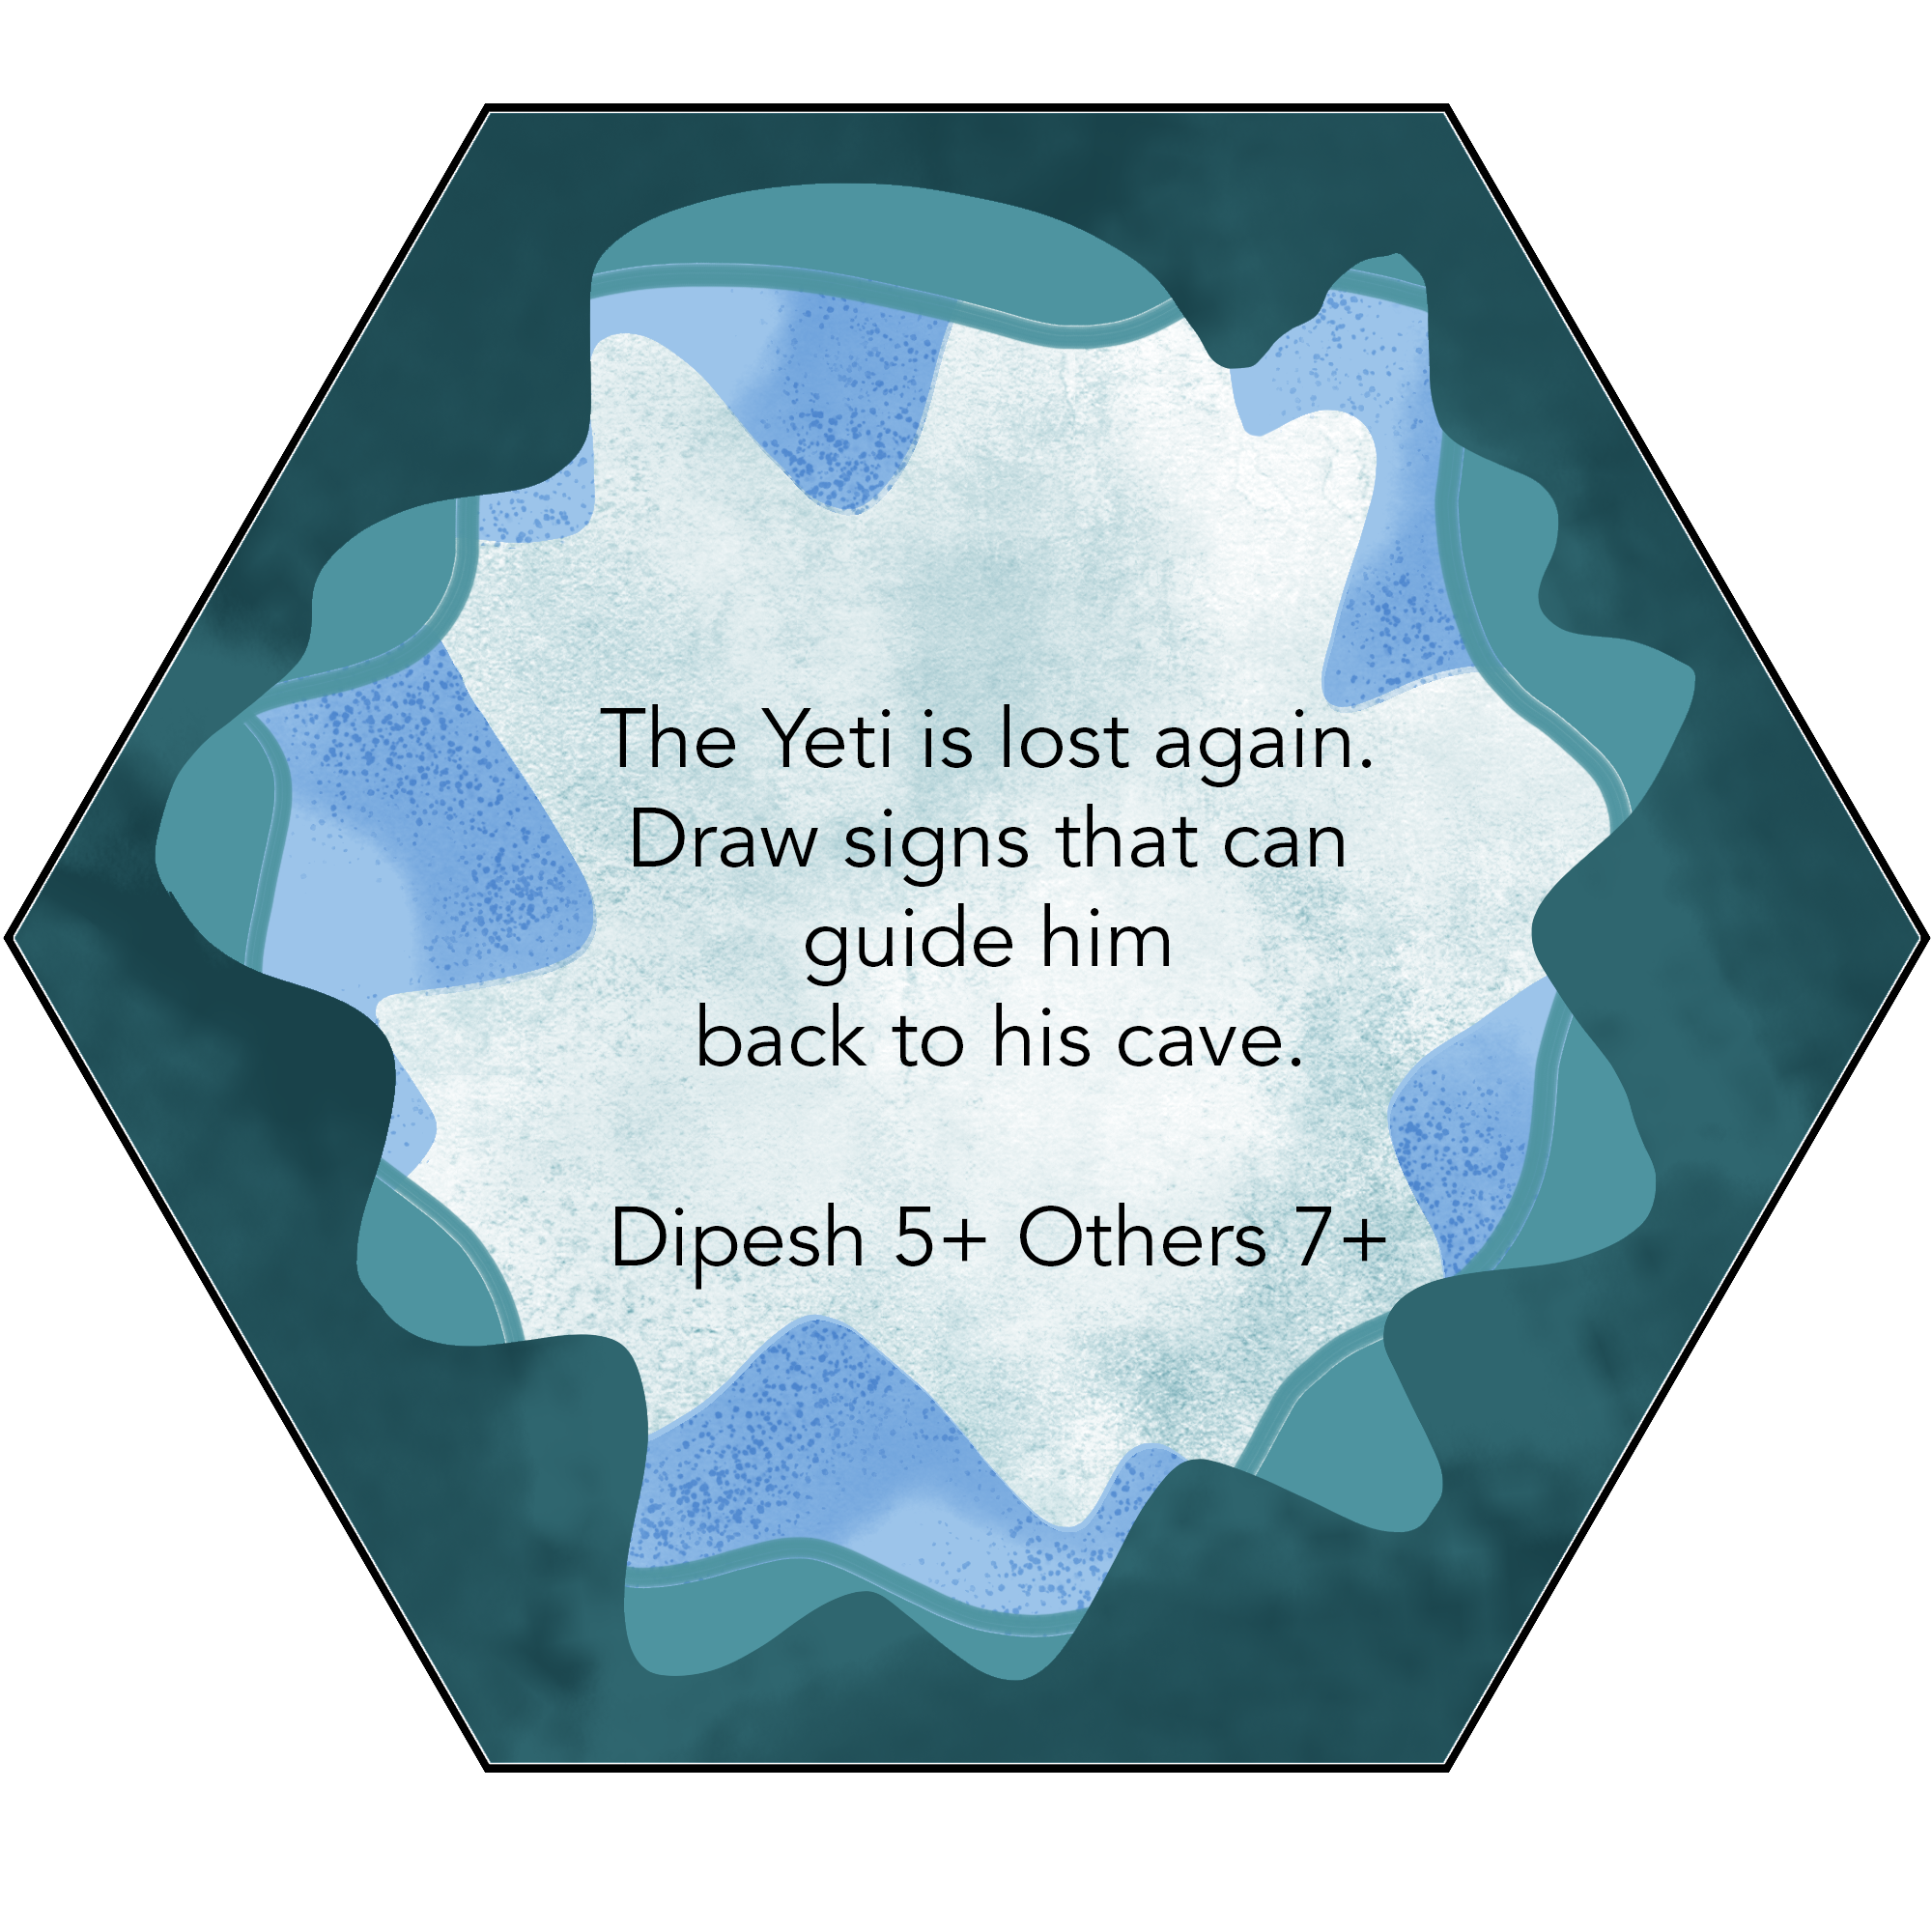 The Yeti is lost again.
Draw signs that can
guide him
back to his cave.
Dipesh 5+ Others 7+